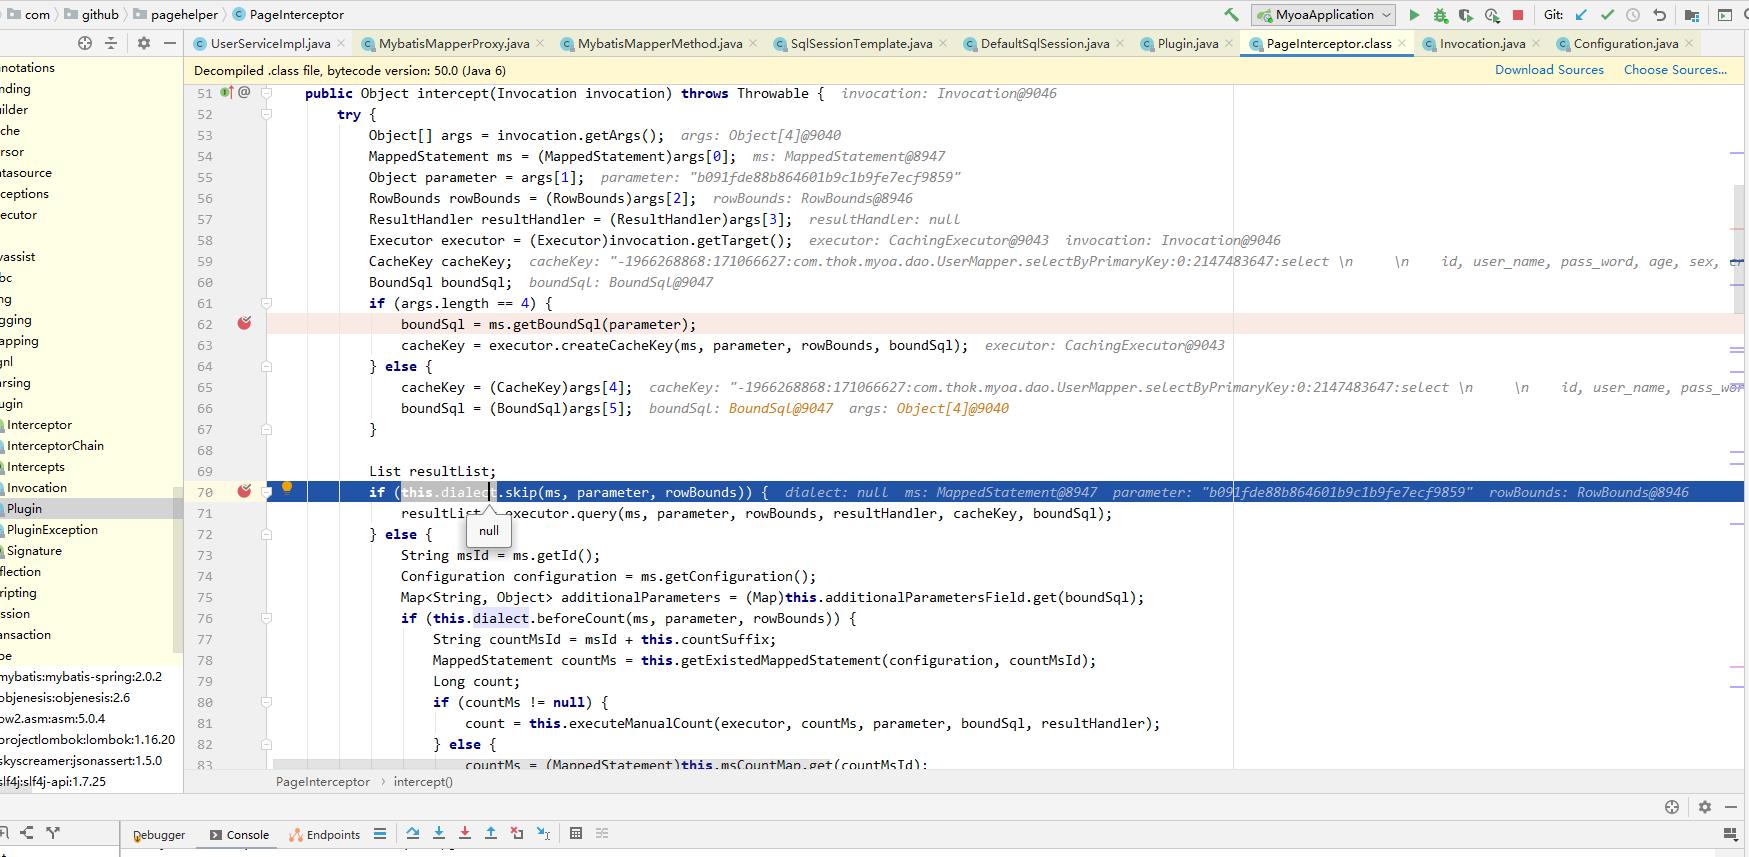 com › github › pagehelper › PageInterceptor
MyoaApplication
Git:
UserServiceImpl.java × MybatisMapperProxy.java × MybatisMapperMethod.java × SqlSessionTemplate.java × DefaultSqlSession.java × Plugin.java × PageInterceptor.class × Invocation.java × Configuration.java ×
Decompiled .class file, bytecode version: 50.0 (Java 6) Download Sources Choose Sources...
51 @ public Object intercept(Invocation invocation) throws Throwable { invocation: Invocation@9046
52 try {
53 Object[] args = invocation.getArgs(); args: Object[4]@9040
54 MappedStatement ms = (MappedStatement)args[0]; ms: MappedStatement@8947
55 Object parameter = args[1]; parameter: "b091fde88b864601b9c1b9fe7ecf9859"
56 RowBounds rowBounds = (RowBounds)args[2]; rowBounds: RowBounds@8946
57 ResultHandler resultHandler = (ResultHandler)args[3]; resultHandler: null
58 Executor executor = (Executor)invocation.getTarget(); executor: CachingExecutor@9043 invocation: Invocation@9046
59 CacheKey cacheKey; cacheKey: "-1966268868:171066627:com.thok.myoa.dao.UserMapper.selectByPrimaryKey:0:2147483647:select \n \n id, user_name, pass_word, age, sex, cr
60 BoundSql boundSql; boundSql: BoundSql@9047
61 if (args.length == 4) {
62 boundSql = ms.getBoundSql(parameter);
63 cacheKey = executor.createCacheKey(ms, parameter, rowBounds, boundSql); executor: CachingExecutor@9043
64 } else {
65 cacheKey = (CacheKey)args[4]; cacheKey: "-1966268868:171066627:com.thok.myoa.dao.UserMapper.selectByPrimaryKey:0:2147483647:select \n \n id, user_name, pass_wor
66 boundSql = (BoundSql)args[5]; boundSql: BoundSql@9047 args: Object[4]@9040
67 }
68
69 List resultList;
70 if (this.dialect.skip(ms, parameter, rowBounds)) { dialect: null ms: MappedStatement@8947 parameter: "b091fde88b864601b9c1b9fe7ecf9859" rowBounds: RowBounds@8946
71 resultList executor.query(ms, parameter, rowBounds, resultHandler, cacheKey, boundSql);
null
72 } else {
73 String msId = ms.getId();
74 Configuration configuration = ms.getConfiguration();
75 Map<String, Object> additionalParameters = (Map)this.additionalParametersField.get(boundSql);
76 if (this.dialect.beforeCount(ms, parameter, rowBounds)) {
77 String countMsId = msId + this.countSuffix;
78 MappedStatement countMs = this.getExistedMappedStatement(configuration, countMsId);
79 Long count;
80 if (countMs != null) {
81 count = this.executeManualCount(executor, countMs, parameter, boundSql, resultHandler);
82 } else {
83 countMs = (MappedStatement)this.msCountMap.get(countMsId);
nnotations
nding
uilder
che
rsor
atasource
ceptions
ecutor
vassist
bc
ng
gging
apping
gnl
arsing
ugin
Interceptor
InterceptorChain
Intercepts
Invocation
Plugin
PluginException
Signature
flection
ripting
ssion
ansaction
pe
mybatis:mybatis-spring:2.0.2
objenesis:objenesis:2.6
ow2.asm:asm:5.0.4
projectlombok:lombok:1.16.20
skyscreamer:jsonassert:1.5.0
slf4j:slf4j-api:1.7.25
PageInterceptor › intercept()
Debugger Console Endpoints